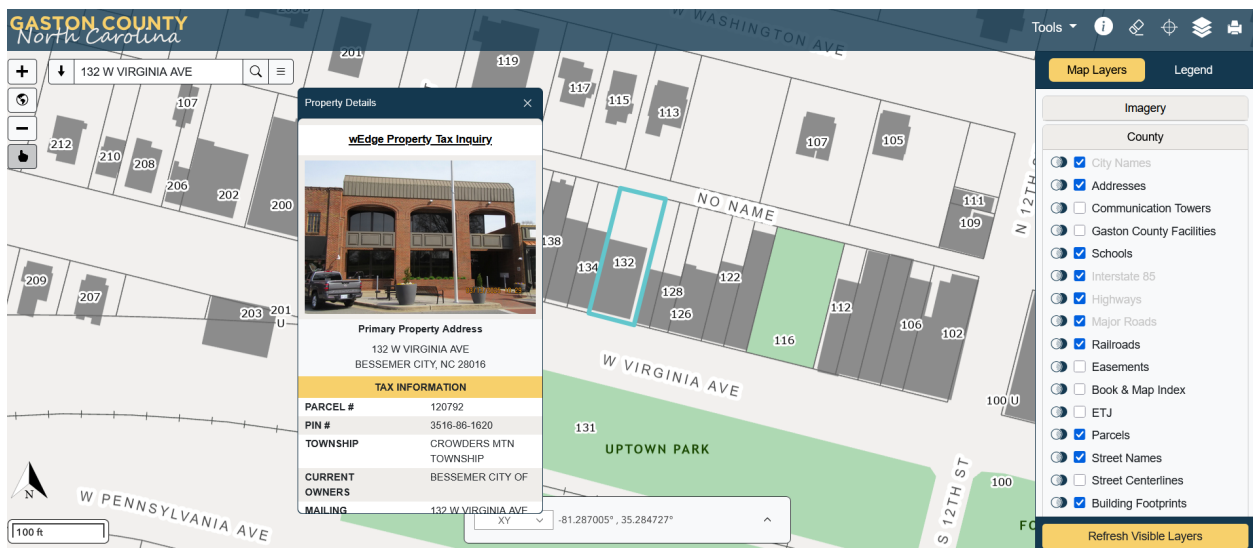 GASTON COUNTY
North Carolina
Tools
i
132 W VIRGINIA AVE
Map Layers
Legend
Imagery
County
City Names
Addresses
Communication Towers
Gaston County Facilities
Schools
Interstate 85
Highways
Major Roads
Railroads
Easements
Book & Map Index
ETJ
Parcels
Street Names
Street Centerlines
Building Footprints
Refresh Visible Layers
Property Details
wEdge Property Tax Inquiry
Primary Property Address
132 W VIRGINIA AVE
BESSEMER CITY, NC 28016
TAX INFORMATION
PARCEL # 120792
PIN # 3516-86-1620
TOWNSHIP CROWDERS MTN
TOWNSHIP
CURRENT BESSEMER CITY OF
OWNERS
MAILING 132 W VIRGINIA AVE
W WASHINGTON AVE
201
119
117
115
113
107
105
107
212
210
208
206
202
200
111
109
N 12TH
NO NAME
138
134
132
128
126
122
116
112
106
102
209
207
203
201
U
W VIRGINIA AVE
100 U
131
UPTOWN PARK
100
S 12TH ST
FO
W PENNSYLVANIA AVE
N
100 ft
XY
-81.287005° , 35.284727°